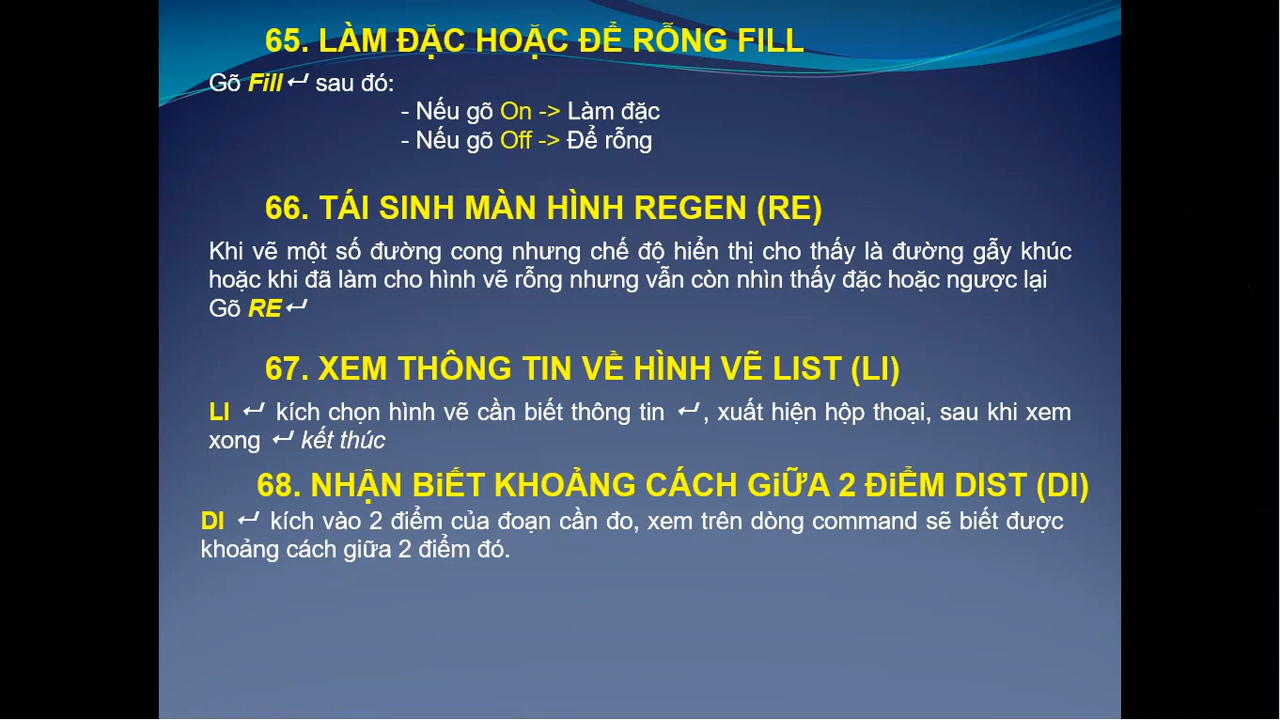 65. LÀM ĐẶC HOẶC ĐỂ RỖNG FILL
Gõ Fill↵ sau đó:
- Nếu gõ On -> Làm đặc
- Nếu gõ Off -> Để rỗng
66. TÁI SINH MÀN HÌNH REGEN (RE)
Khi vẽ một số đường cong nhưng chế độ hiển thị cho thấy là đường gẫy khúc
hoặc khi đã làm cho hình vẽ rỗng nhưng vẫn còn nhìn thấy đặc hoặc ngược lại
Gõ RE↵
67. XEM THÔNG TIN VỀ HÌNH VẼ LIST (LI)
LI ↵ kích chọn hình vẽ cần biết thông tin ↵, xuất hiện hộp thoại, sau khi xem
xong ↵ kết thúc
68. NHẬN BiẾT KHOẢNG CÁCH GiỮA 2 ĐiỂM DIST (DI)
DI ↵ kích vào 2 điểm của đoạn cần đo, xem trên dòng command sẽ biết được
khoảng cách giữa 2 điểm đó.